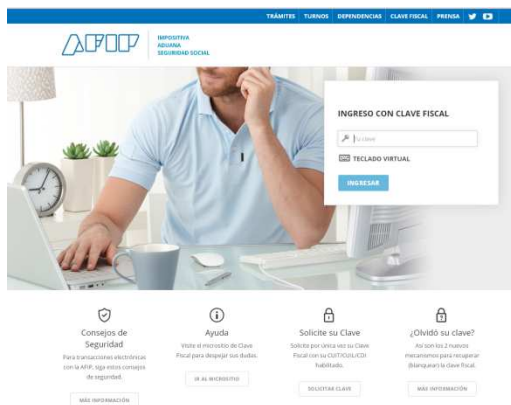 TRÁMITES TURNOS DEPENDENCIAS CLAVE FISCAL PRENSA
AFIP
IMPOSITIVA
ADUANA
SEGURIDAD SOCIAL
INGRESO CON CLAVE FISCAL
Tu clave
TECLADO VIRTUAL
INGRESAR
Consejos de
Seguridad
Para transacciones electrónicas
con la AFIP, siga estos consejos
de seguridad.
MÁS INFORMACIÓN
Ayuda
Visite el micrositio de Clave
Fiscal para despejar sus dudas.
IR AL MICROSITIO
Solicite su Clave
Solicite por única vez su Clave
Fiscal con su CUIT/CUIL/CDI
habilitado.
SOLICITAR CLAVE
¿Olvidó su clave?
Así son los 2 nuevos
mecanismos para recuperar
(blanquear) la clave fiscal.
MÁS INFORMACIÓN